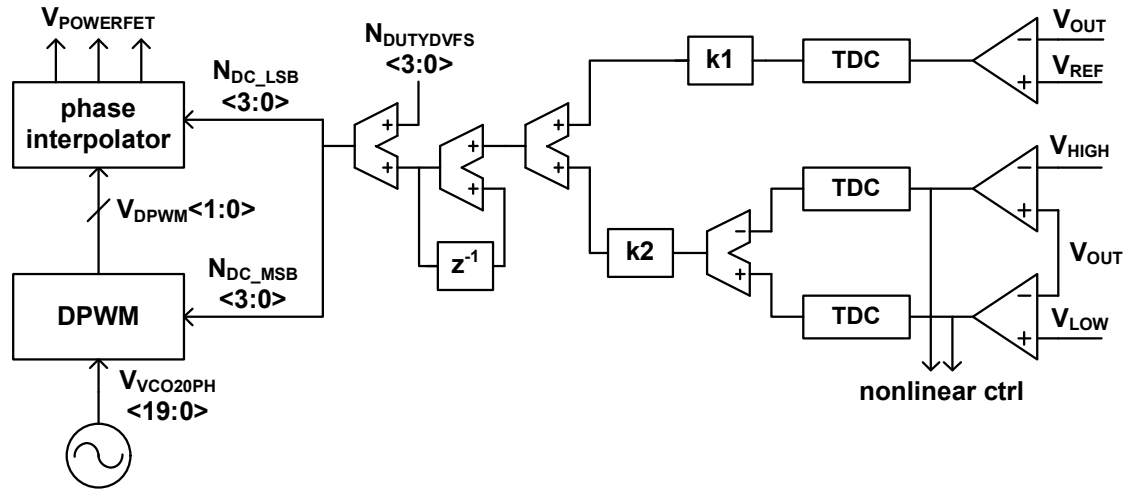 VPOWERFET
phase
interpolator
NDC_LSB
<3:0>
NDUTYDVFS
<3:0>
+
+
+
+
+
+
k1
TDC
−
+
VOUT
VREF
VDPWM<1:0>
z-1
k2
−
+
TDC
TDC
−
+
VHIGH
VOUT
−
+
VLOW
NDC_MSB
<3:0>
DPWM
VVCO20PH
<19:0>
nonlinear ctrl